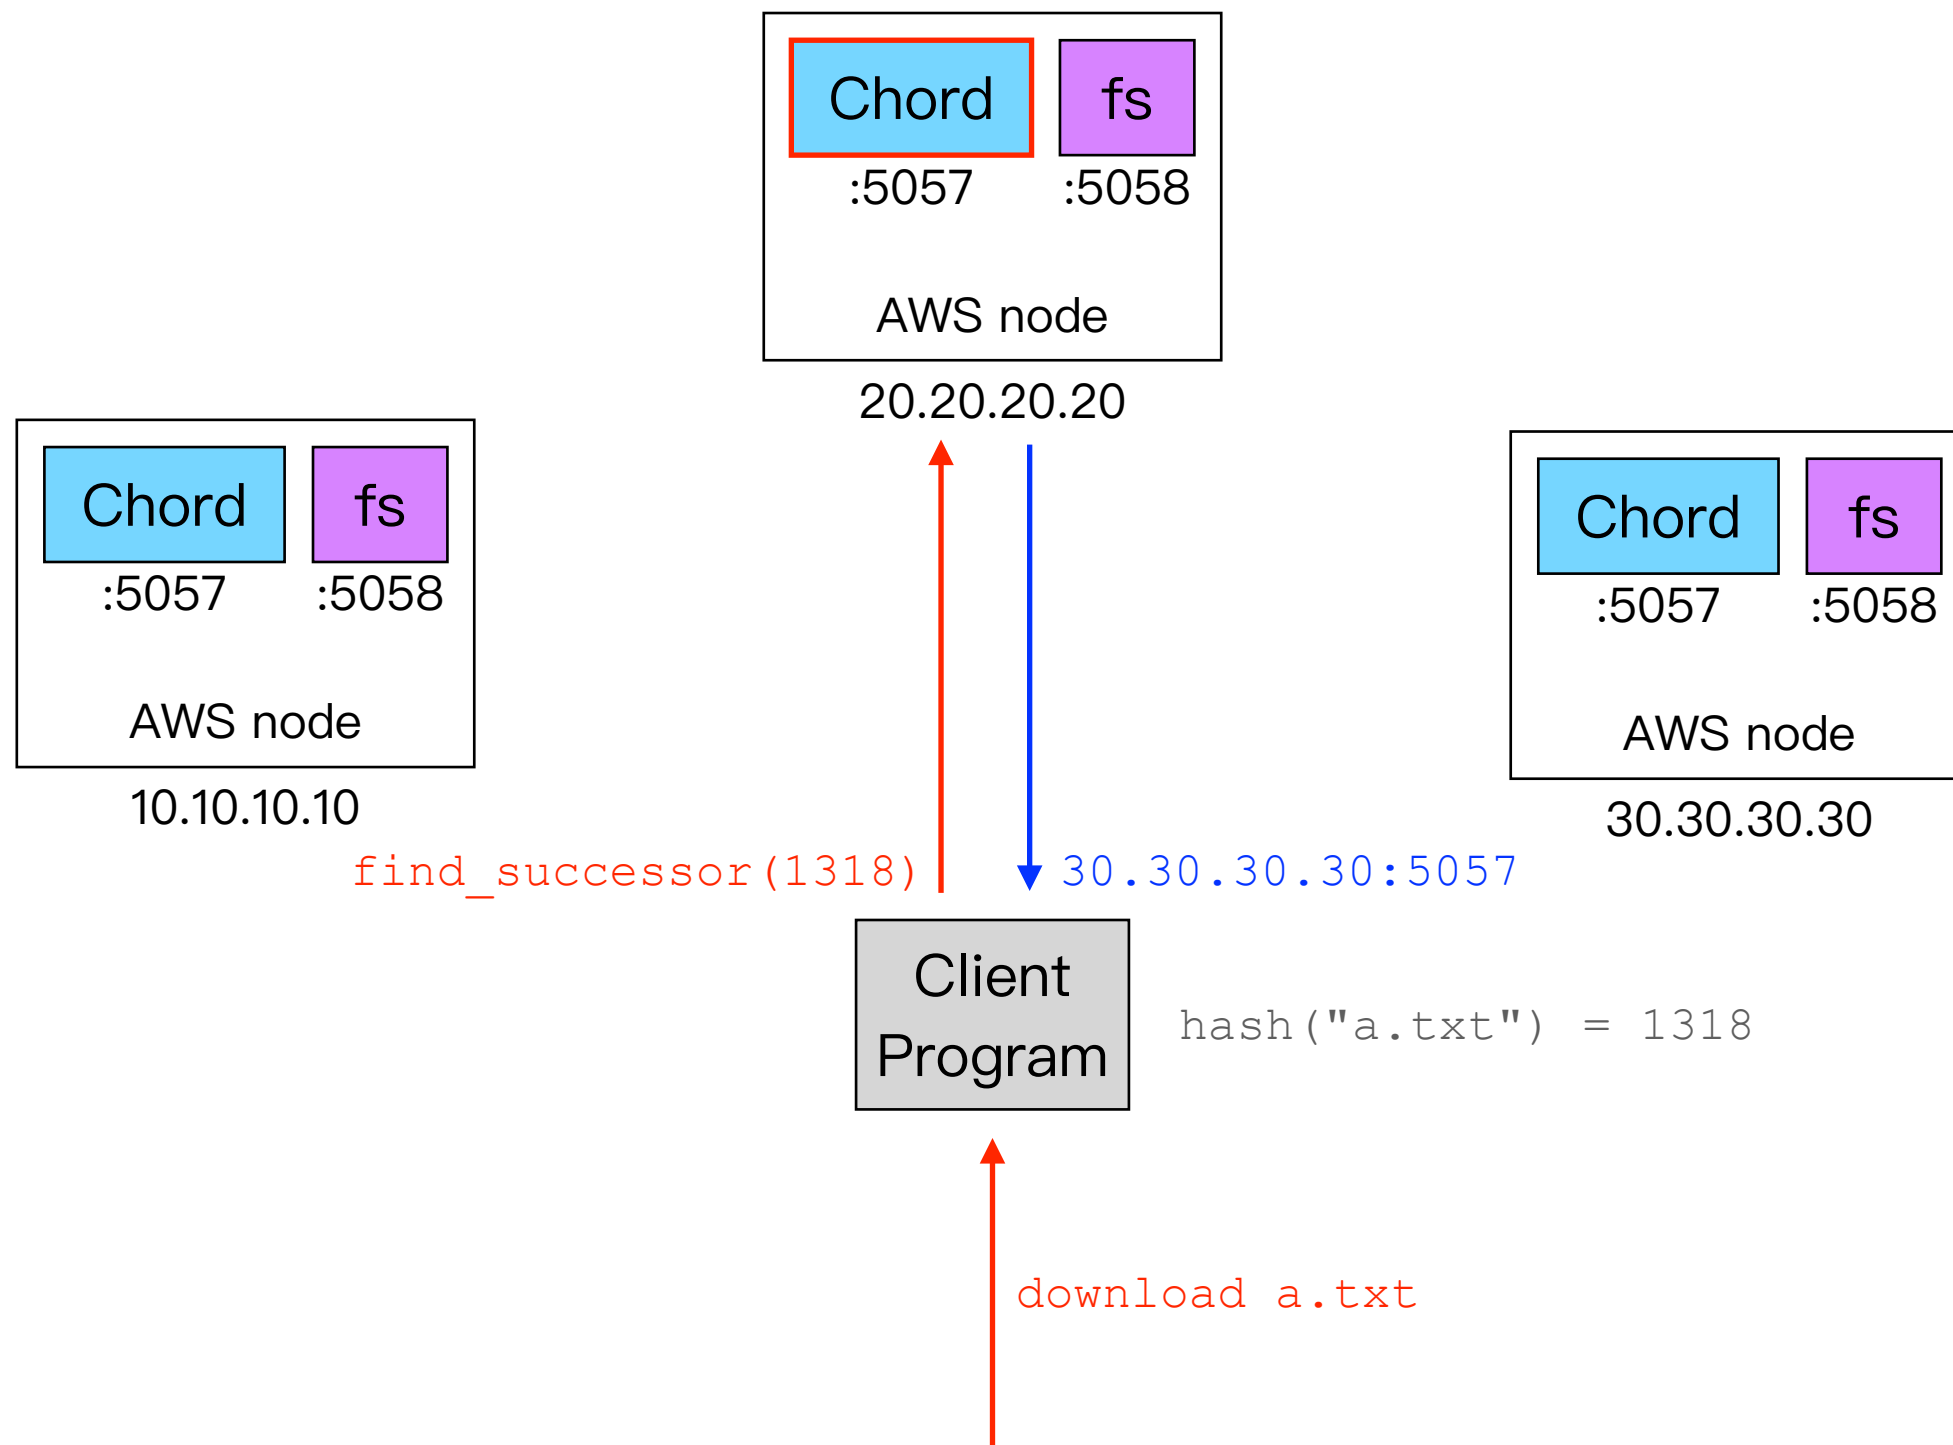 Chord
fs
:5057
:5058
AWS node
20.20.20.20
Chord
fs
:5057
:5058
AWS node
10.10.10.10
Chord
fs
:5057
:5058
AWS node
30.30.30.30
find_successor(1318)
30.30.30.30:5057
Client
Program
hash("a.txt") = 1318
download a.txt